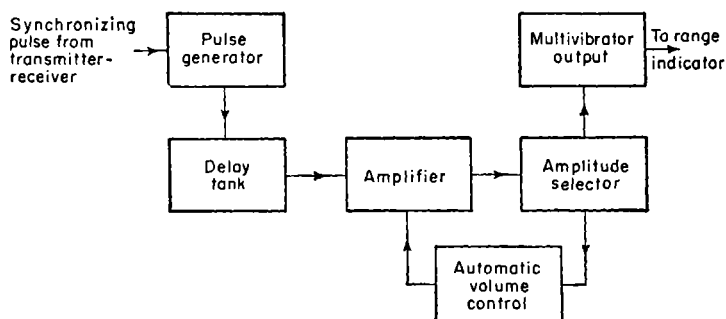 Synchronizing
pulse from
transmitter-
receiver
Pulse
generator
Multivibrator
output
To range
indicator
Delay
tank
Amplifier
Amplitude
selector
Automatic
volume
control